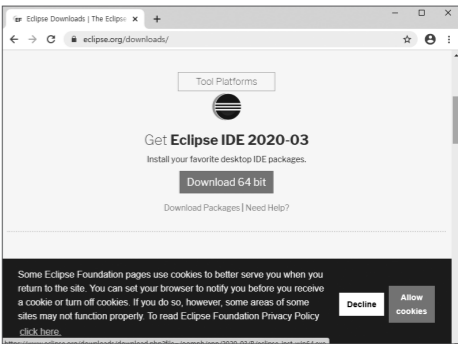 Eclipse Downloads | The Eclipse
eclipse.org/downloads/
Tool Platforms
Get Eclipse IDE 2020-03
Install your favorite desktop IDE packages.
Download 64 bit
Download Packages | Need Help?
Some Eclipse Foundation pages use cookies to better serve you when you
return to the site. You can set your browser to notify you before you receive
a cookie or turn off cookies. If you do so, however, some areas of some
sites may not function properly. To read Eclipse Foundation Privacy Policy
click here.
Decline
Allow
cookies